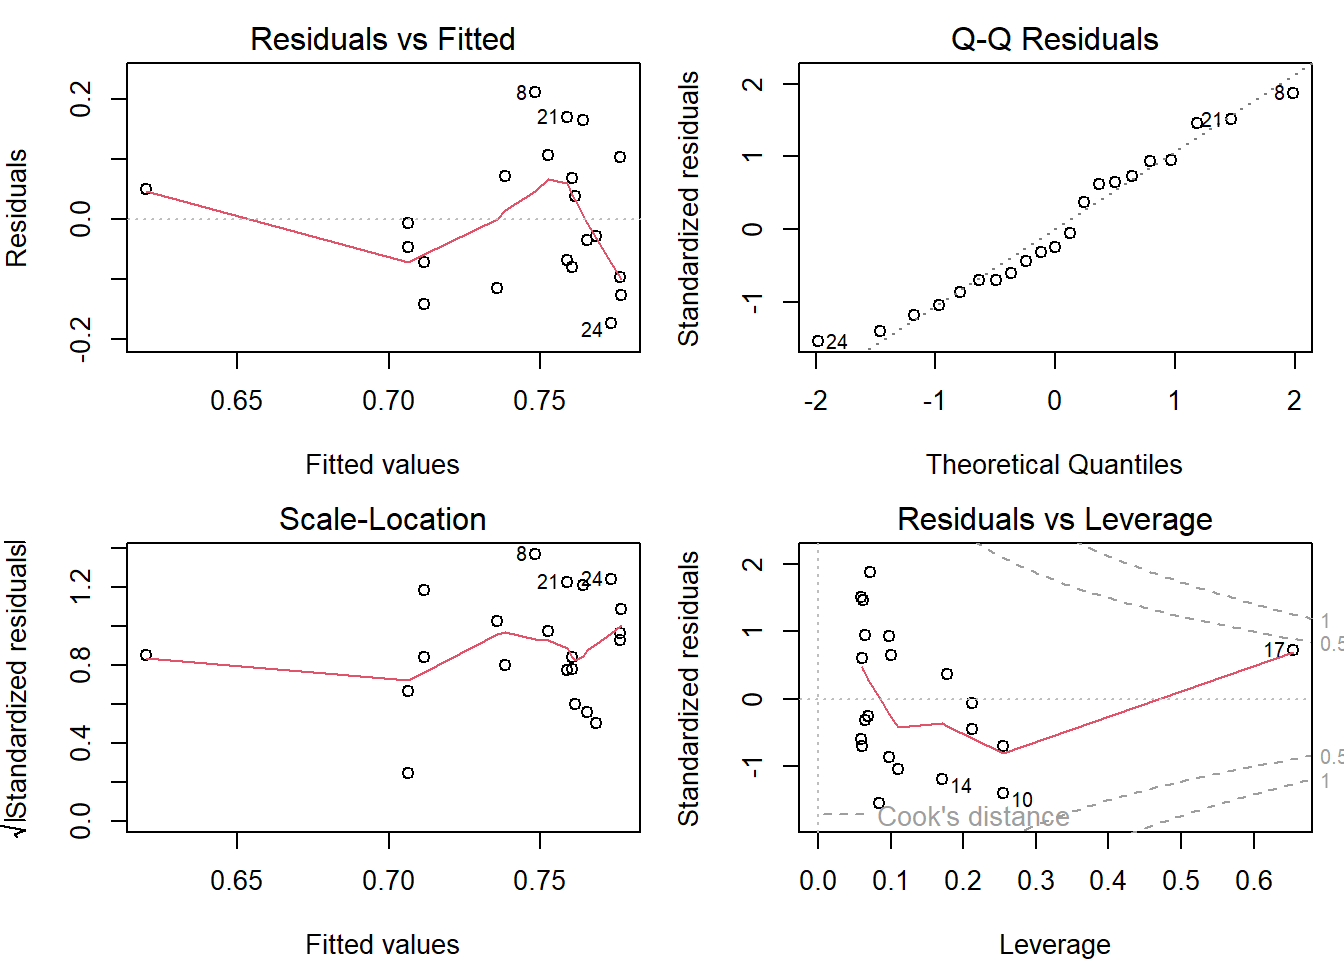 Residuals vs Fitted
Residuals
0.2
0.0
-0.2
8
21
24
0.65 0.70 0.75
Fitted values
Q-Q Residuals
Standardized residuals
2
1
0
-1
8
21
24
-2 -1 0 1 2
Theoretical Quantiles
Scale-Location
√|Standardized residuals|
1.2
0.8
0.4
0.0
8
21
24
0.65 0.70 0.75
Fitted values
Residuals vs Leverage
Standardized residuals
2
1
0
-1
1
0.5
17
0.5
1
14
10
Cook's distance
0.0 0.1 0.2 0.3 0.4 0.5 0.6
Leverage